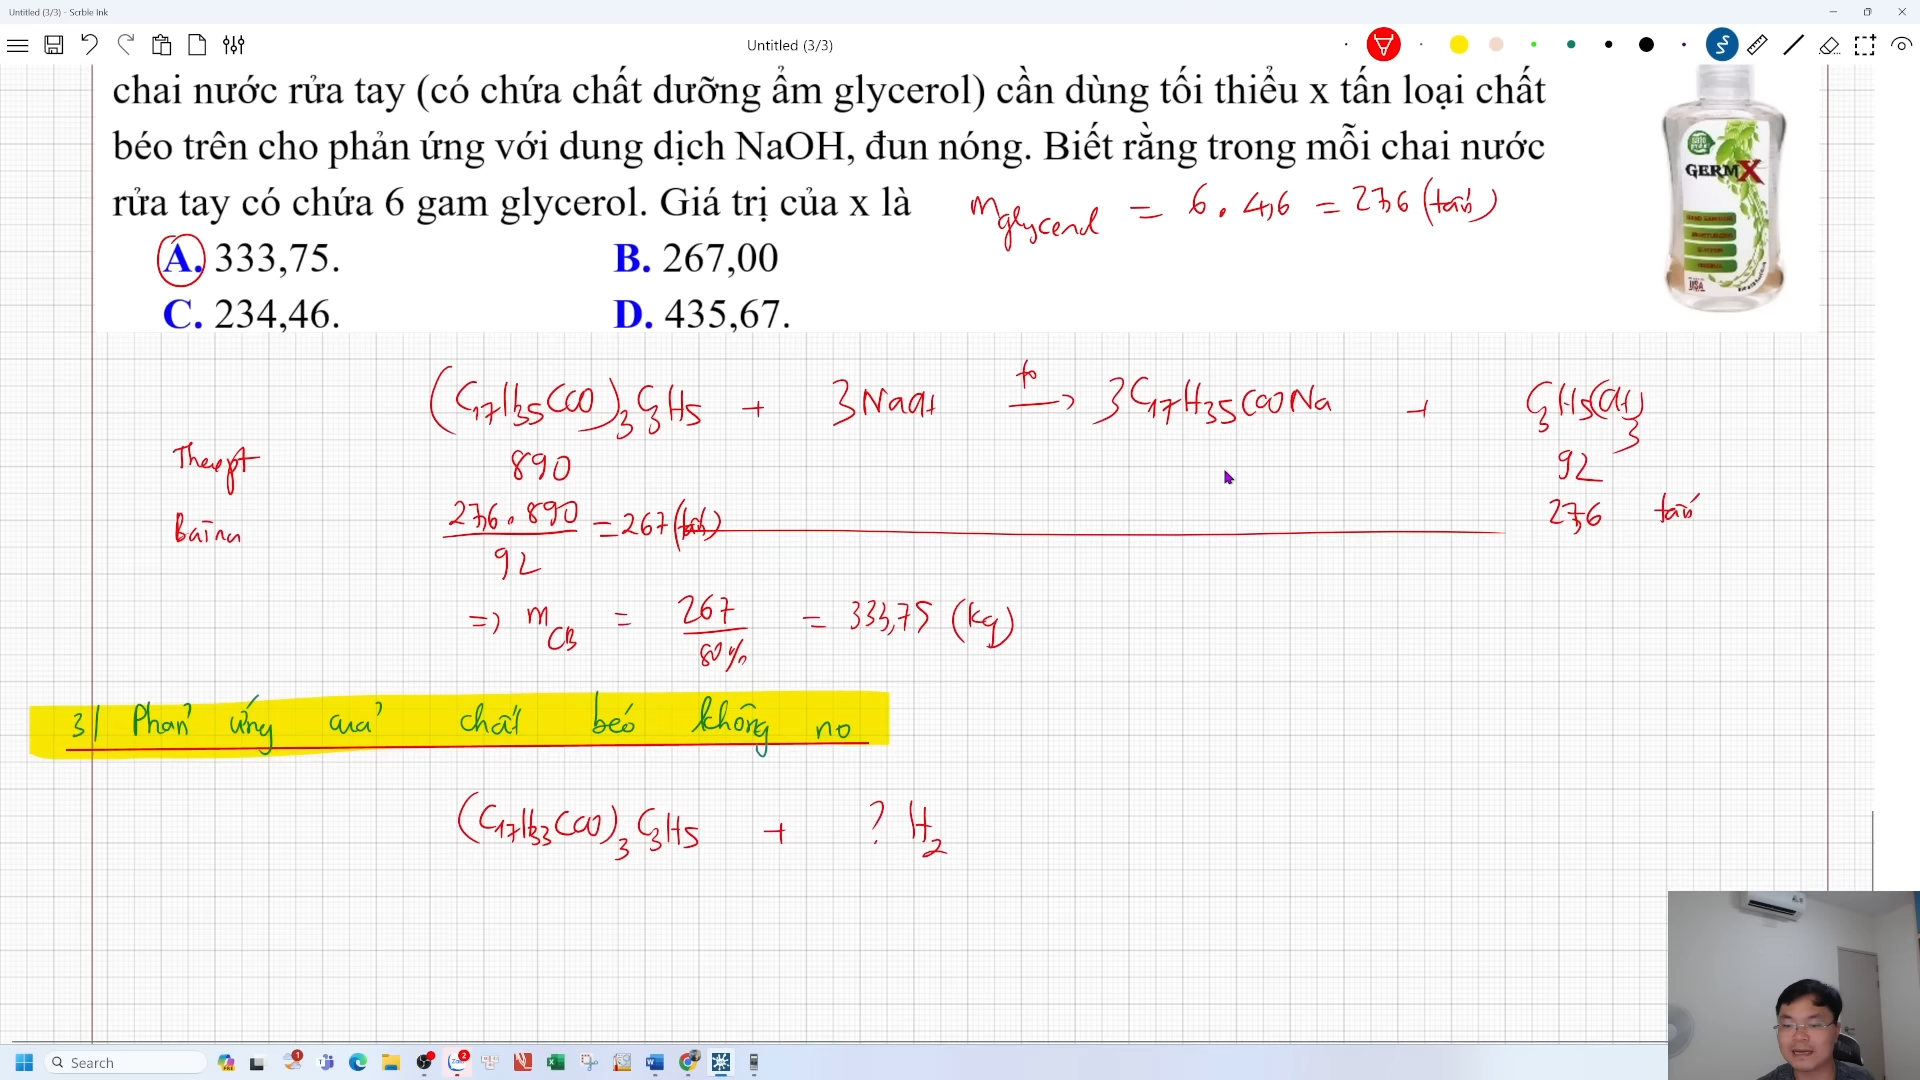 Untitled (3/3) - Scrble Ink
Untitled (3/3)
chai nước rửa tay (có chứa chất dưỡng ẩm glycerol) cần dùng tối thiểu x tấn loại chất
béo trên cho phản ứng với dung dịch NaOH, đun nóng. Biết rằng trong mỗi chai nước
rửa tay có chứa 6 gam glycerol. Giá trị của x là
m glycerol = 6 . 4,6 = 27,6 (tấn)
A. 333,75. B. 267,00
C. 234,46. D. 435,67.
GERMX
USA
(C17H35COO)3C3H5 + 3NaOH t° → 3C17H35COONa + C3H5(OH)3
Theo pt 890 92
Bài ra 27,6 . 890 / 92 = 267 (tấn) 27,6 tấn
=> m CB = 267 / 80% = 333,75 (kg)
3/ Phản ứng của chất béo không no
(C17H33COO)3C3H5 + ? H2
Search